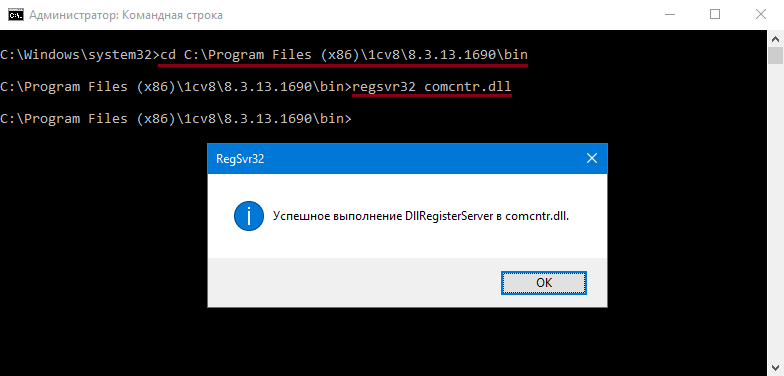 Администратор: Командная строка
C:\Windows\system32>cd C:\Program Files (x86)\1cv8\8.3.13.1690\bin
C:\Program Files (x86)\1cv8\8.3.13.1690\bin>regsvr32 comcntr.dll
C:\Program Files (x86)\1cv8\8.3.13.1690\bin>
RegSvr32
Успешное выполнение DllRegisterServer в comcntr.dll.
OK